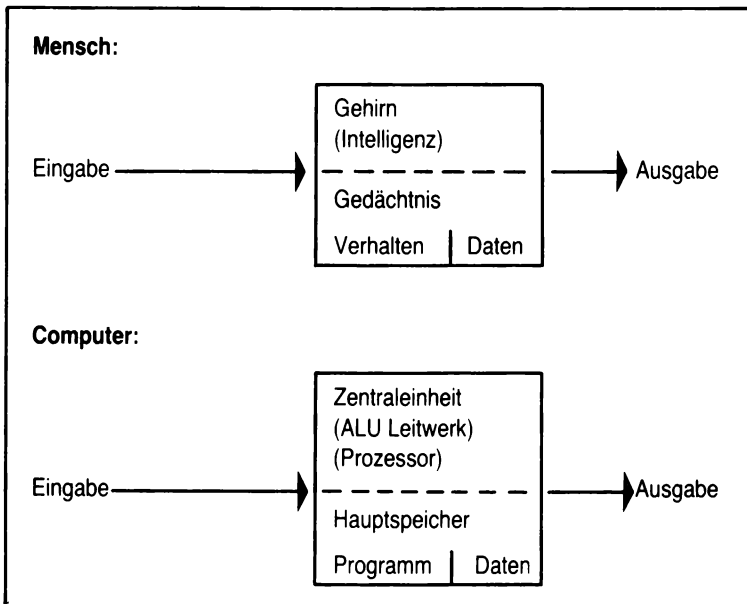 Mensch:
Gehirn
(Intelligenz)
Eingabe
Ausgabe
Gedächtnis
Verhalten Daten
Computer:
Zentraleinheit
(ALU Leitwerk)
(Prozessor)
Eingabe
Ausgabe
Hauptspeicher
Programm Daten